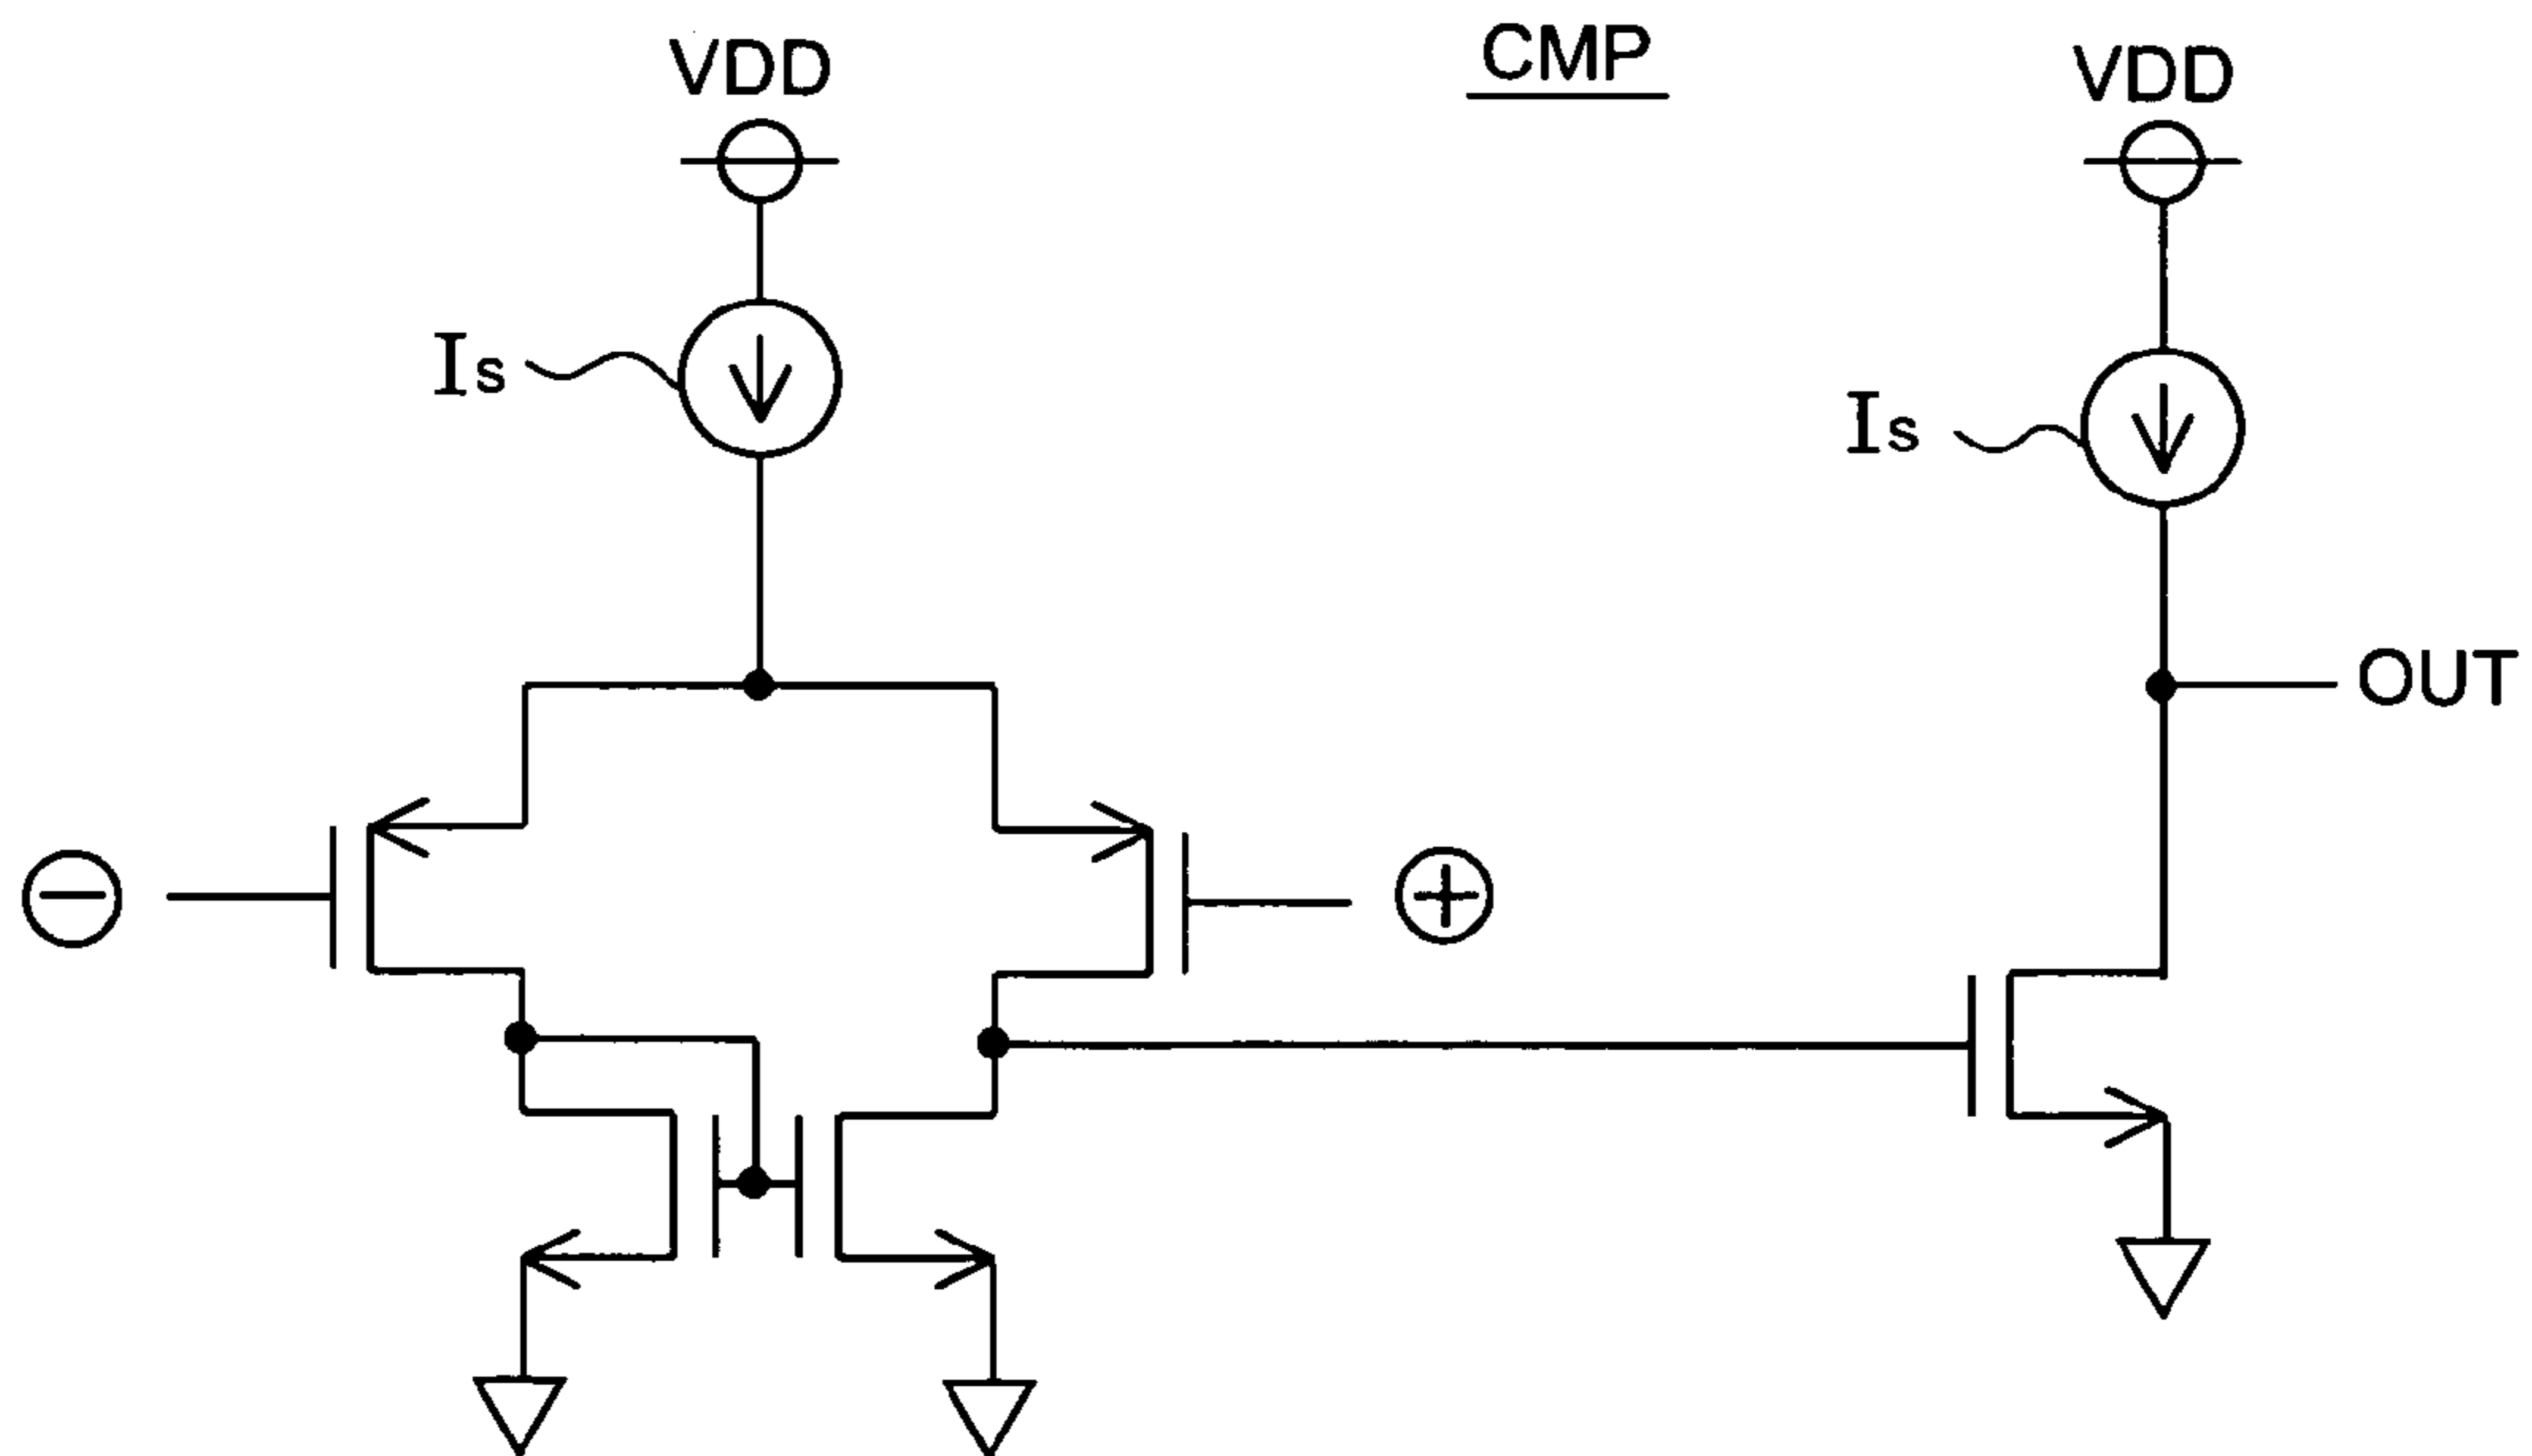 CMP
VDD
VDD
Is
Is
OUT
−
+